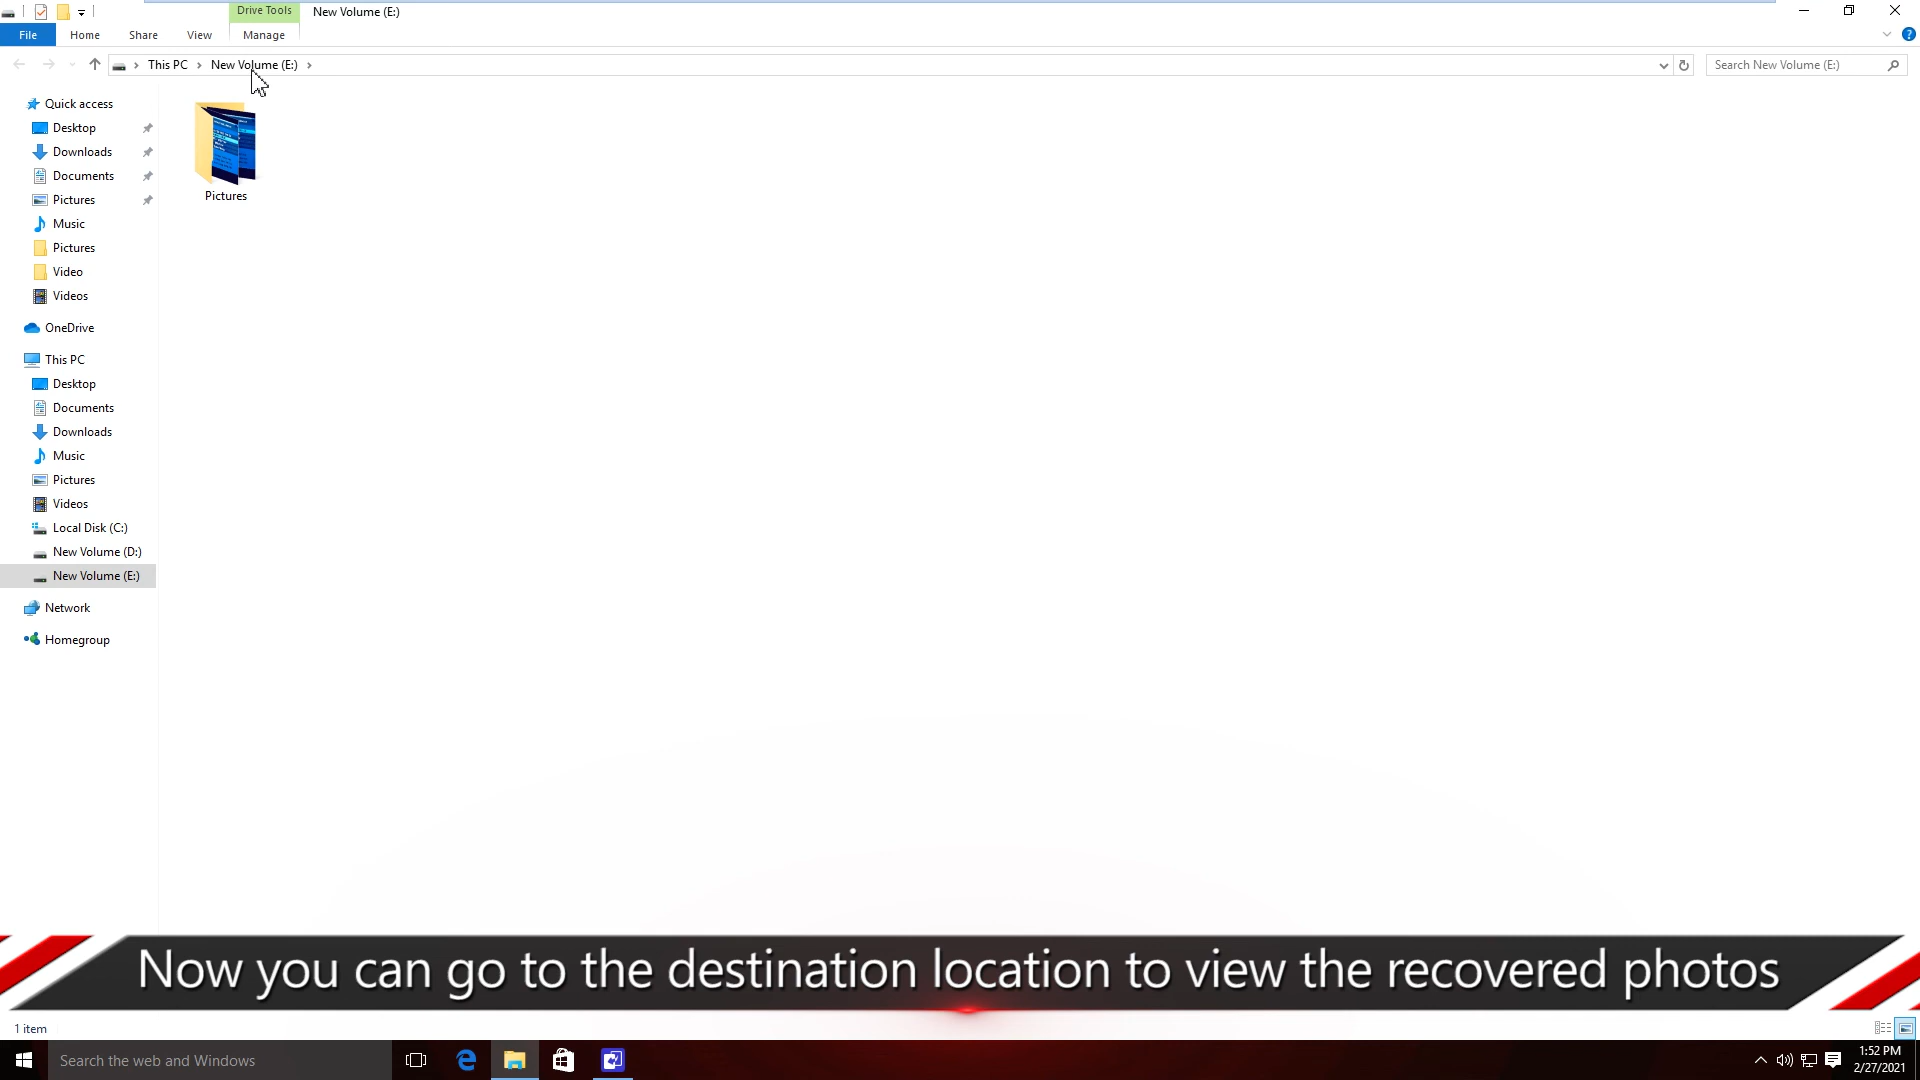 Drive Tools
New Volume (E:)
File
Home
Share
View
Manage
This PC
New Volume (E:)
Search New Volume (E:)
Quick access
Desktop
Downloads
Documents
Pictures
Music
Pictures
Video
Videos
OneDrive
This PC
Desktop
Documents
Downloads
Music
Pictures
Videos
Local Disk (C:)
New Volume (D:)
New Volume (E:)
Network
Homegroup
Pictures
Now you can go to the destination location to view the recovered photos
1 item
Search the web and Windows
1:52 PM
2/27/2021